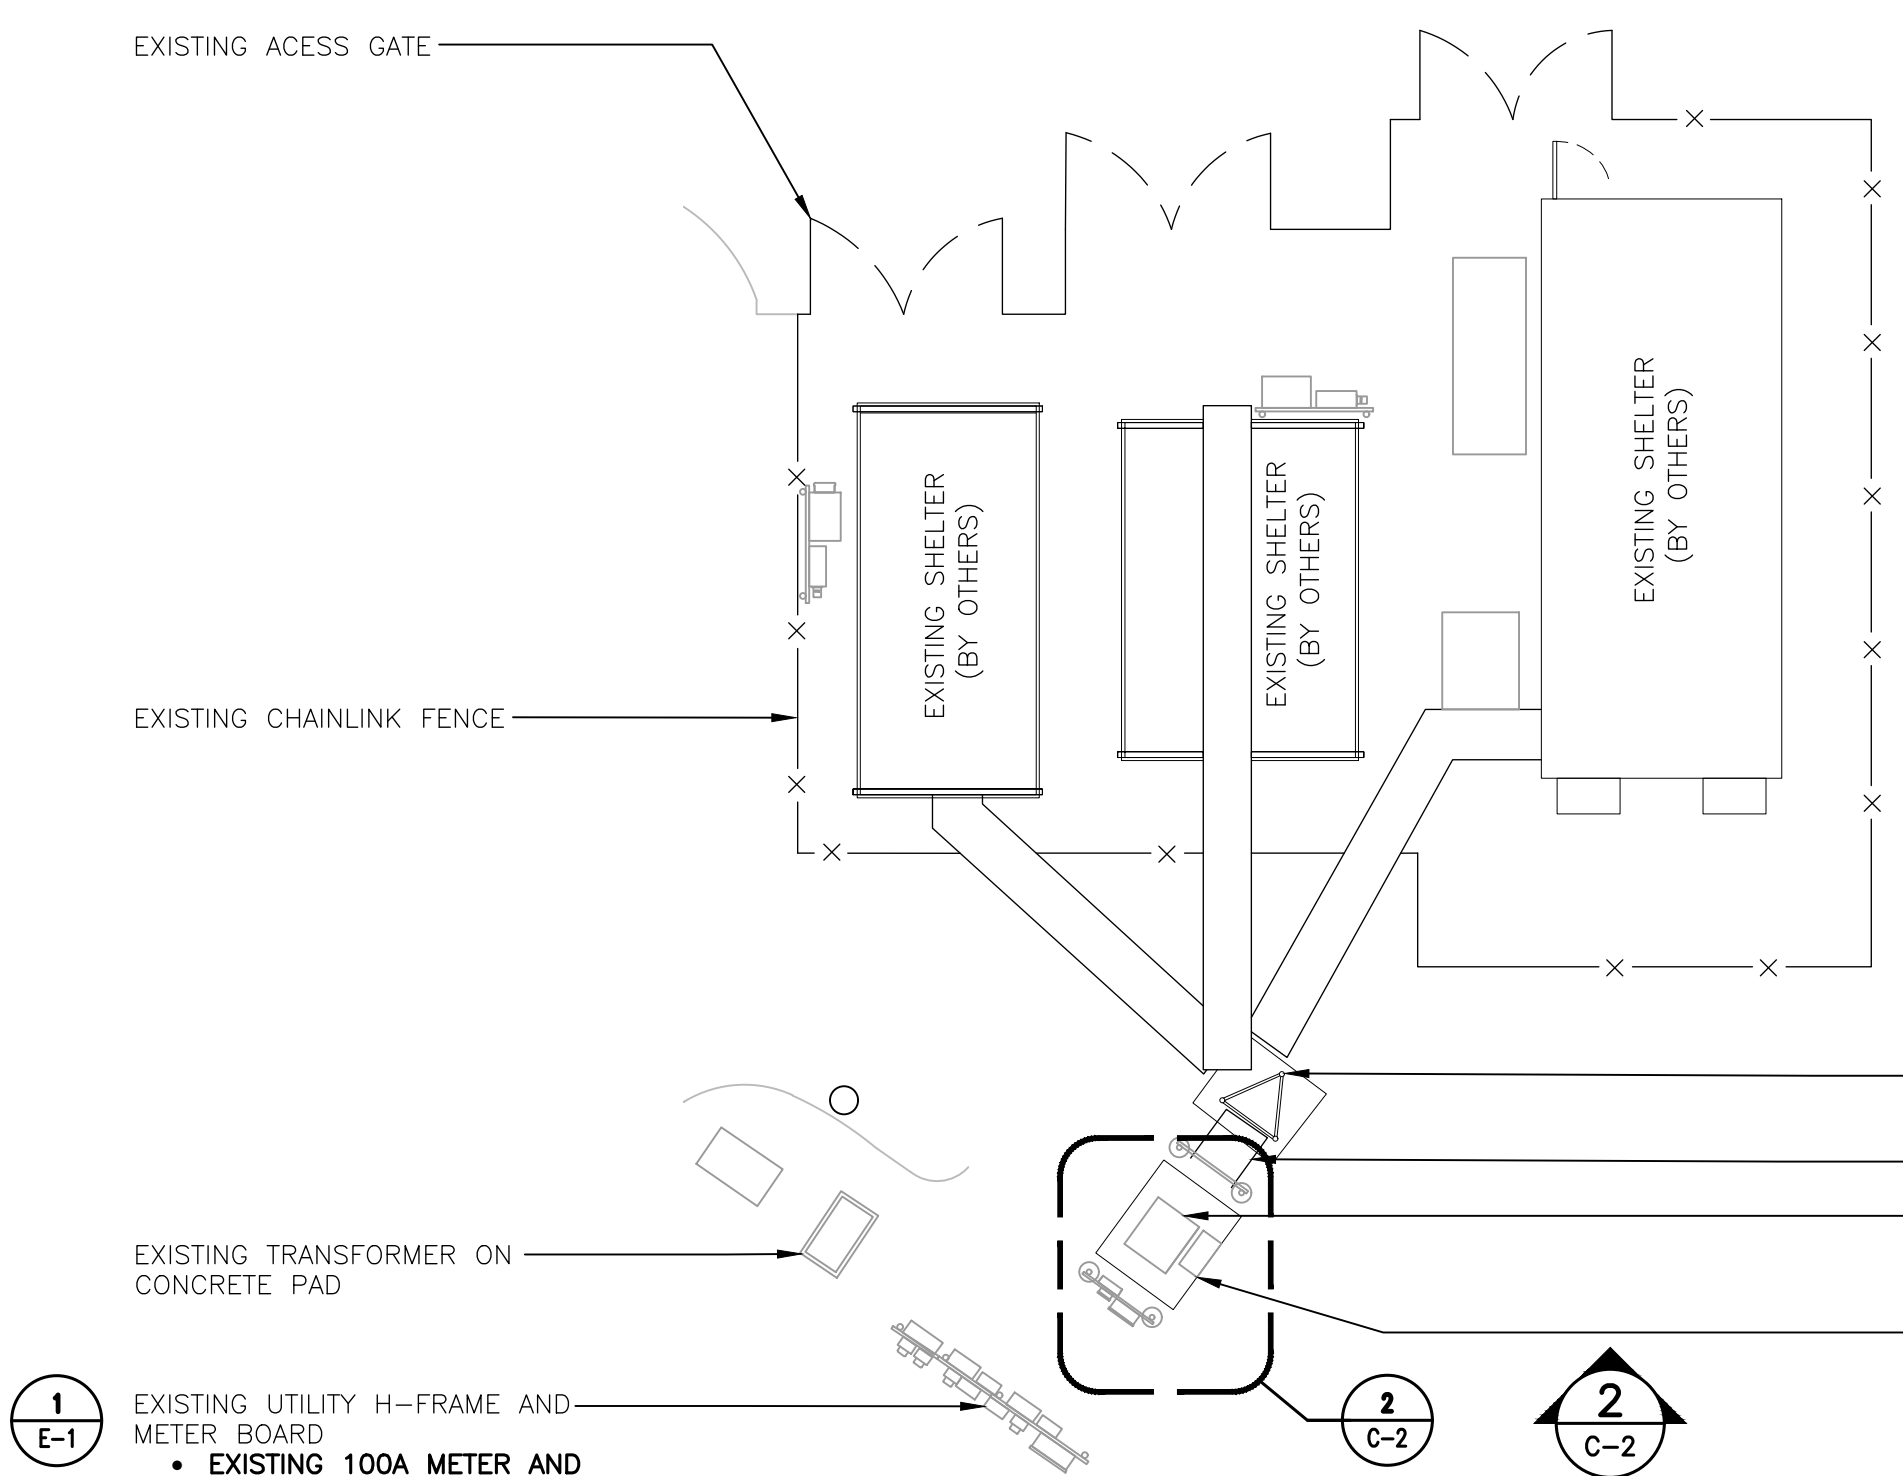 EXISTING ACESS GATE
EXISTING SHELTER
(BY OTHERS)
EXISTING SHELTER
(BY OTHERS)
EXISTING SHELTER
(BY OTHERS)
EXISTING CHAINLINK FENCE
EXISTING TRANSFORMER ON
CONCRETE PAD
1
E-1
EXISTING UTILITY H-FRAME AND
METER BOARD
• EXISTING 100A METER AND
2
C-2
2
C-2